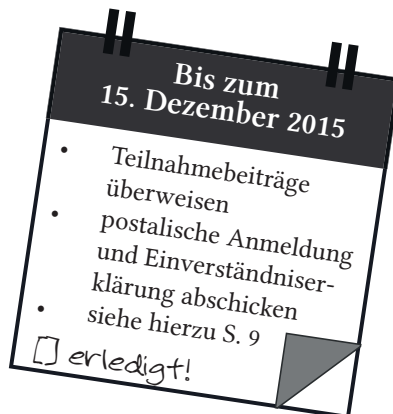 Bis zum
15. Dezember 2015
• Teilnahmebeiträge
überweisen
• postalische Anmeldung
und Einverständniser-
klärung abschicken
• siehe hierzu S. 9
erledigt!